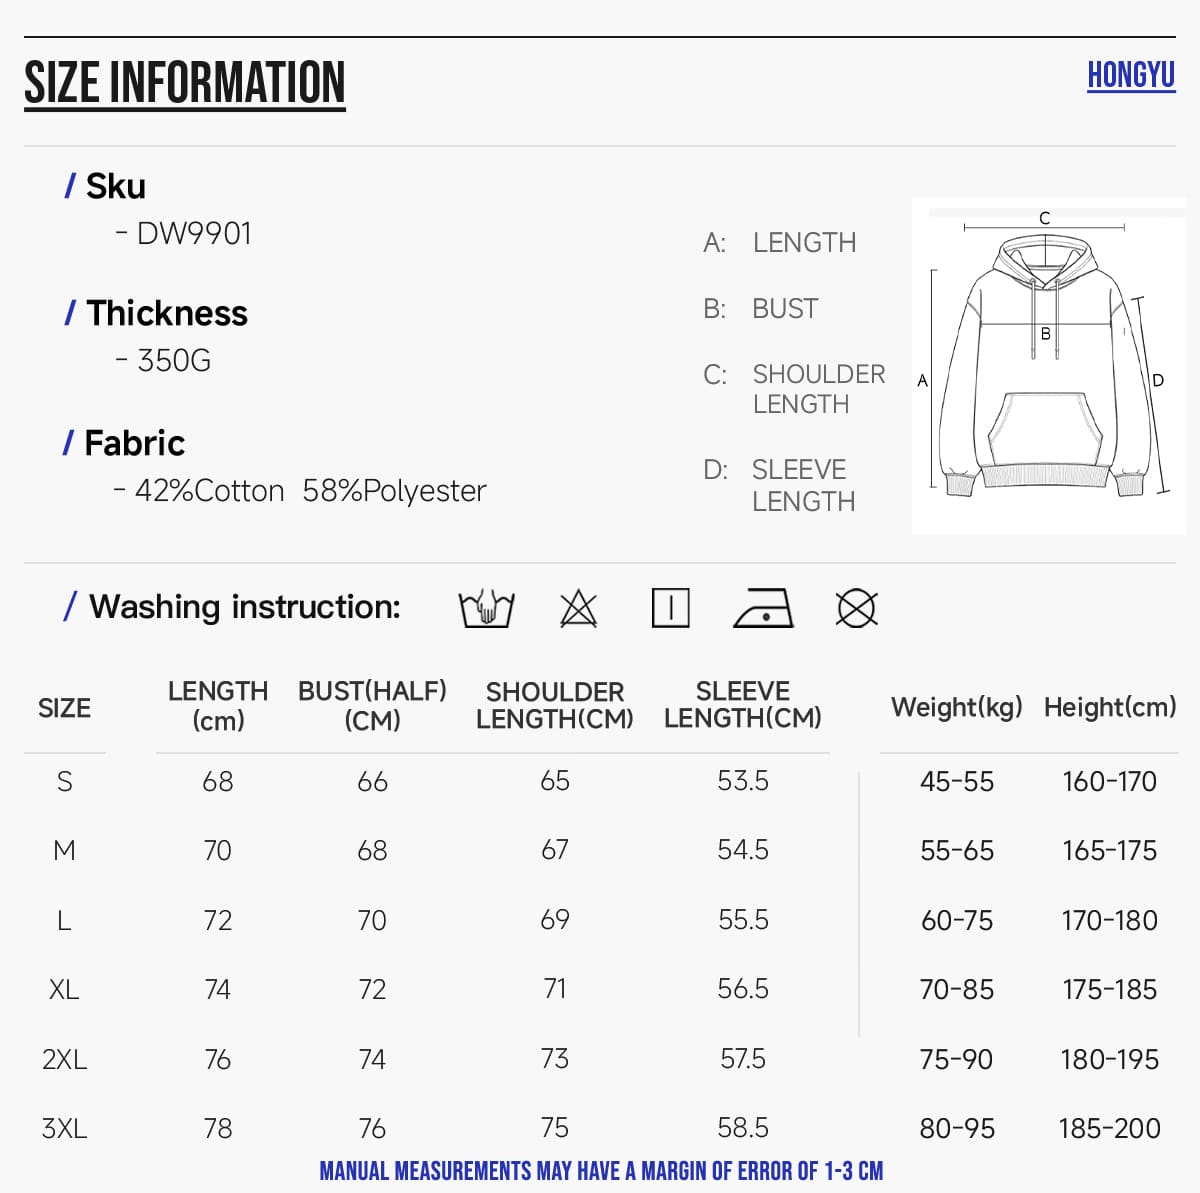 SIZE INFORMATION
HONGYU
/ Sku
- DW9901
/ Thickness
- 350G
/ Fabric
- 42%Cotton 58%Polyester
A: LENGTH
B: BUST
C: SHOULDER
LENGTH
D: SLEEVE
LENGTH
C
B
A
D
/ Washing instruction:
SIZE LENGTH (cm) BUST(HALF) (CM) SHOULDER LENGTH(CM) SLEEVE LENGTH(CM) Weight(kg) Height(cm)
S 68 66 65 53.5 45-55 160-170
M 70 68 67 54.5 55-65 165-175
L 72 70 69 55.5 60-75 170-180
XL 74 72 71 56.5 70-85 175-185
2XL 76 74 73 57.5 75-90 180-195
3XL 78 76 75 58.5 80-95 185-200
MANUAL MEASUREMENTS MAY HAVE A MARGIN OF ERROR OF 1-3 CM